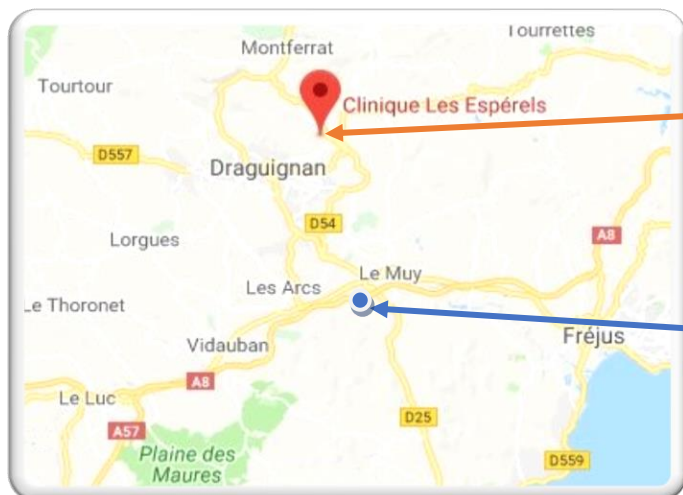 Tourrettes
Montferrat
Tourtour
Clinique Les Espérels
D557
Draguignan
D54
A8
Lorgues
Le Muy
Les Arcs
Le Thoronet
Fréjus
Vidauban
A8
Le Luc
D25
A57
Plaine des
Maures
D559